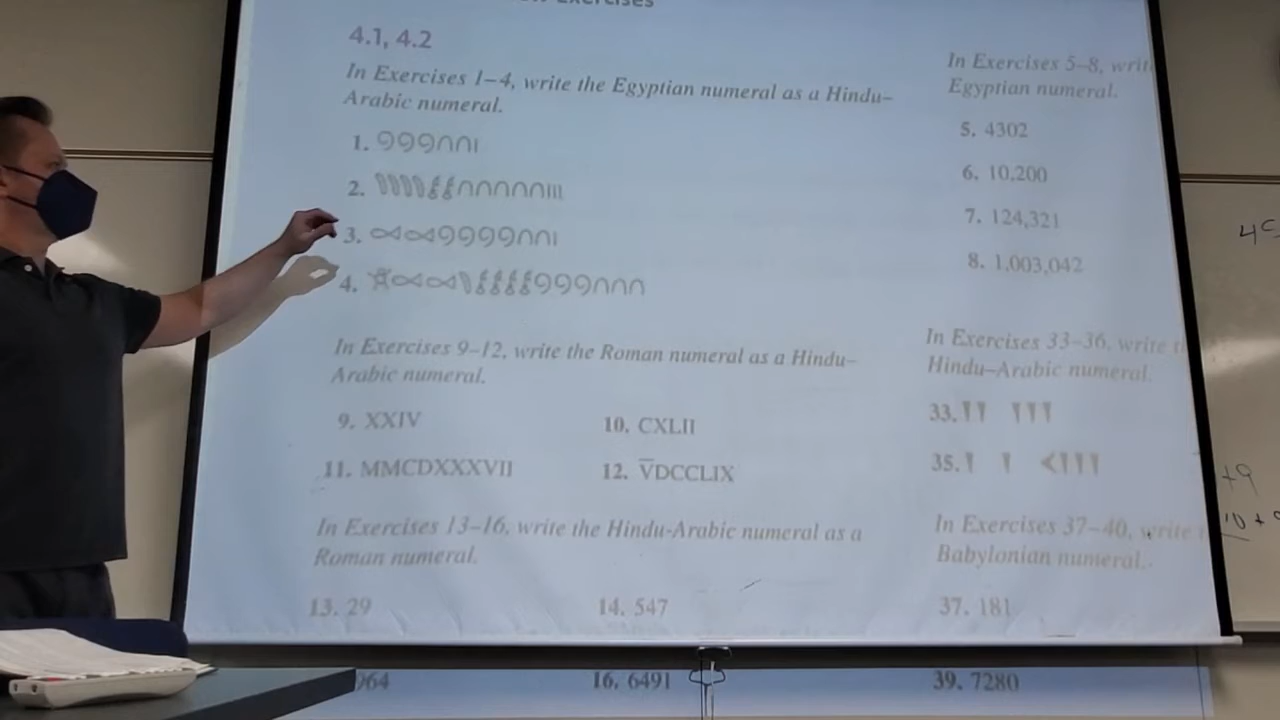 4.1, 4.2
In Exercises 1–4, write the Egyptian numeral as a Hindu–
Arabic numeral.
1.
2.
3.
4.
In Exercises 5–8,
Egyptian numeral.
5. 4302
6. 10,200
7. 124,321
8. 1,003,042
In Exercises 9–12, write the Roman numeral as a Hindu–
Arabic numeral.
9. XXIV
10. CXLII
11. MMCDXXXVII
12. V̅DCCLIX
In Exercises 33–36, write
Hindu–Arabic numeral.
33.
35.
In Exercises 13–16, write the Hindu-Arabic numeral as a
Roman numeral.
13. 29
14. 547
In Exercises 37–40, write
Babylonian numeral.
37. 181
16. 6491
39. 7280
+9